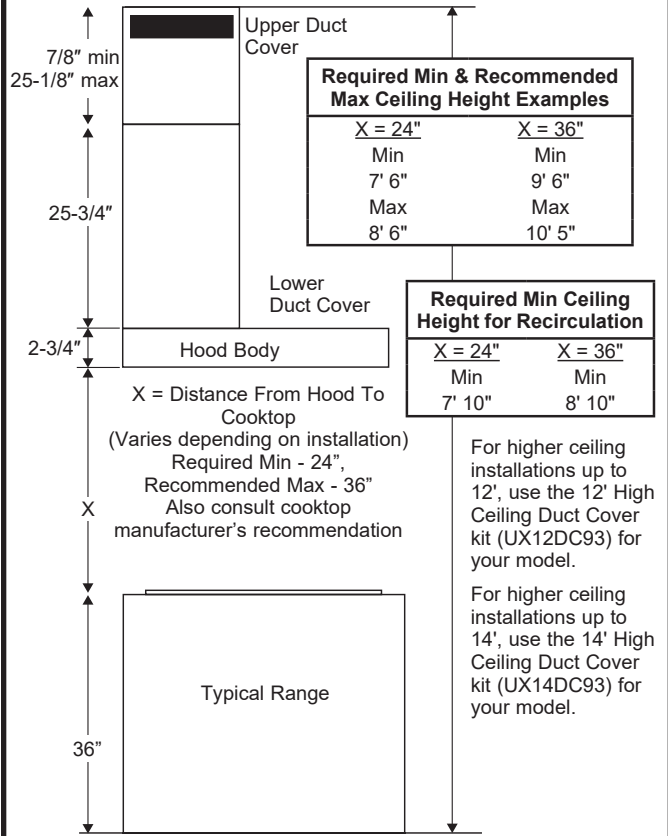 Upper Duct
Cover
7/8″ min
25-1/8″ max
25-3/4″
Lower
Duct Cover
2-3/4″
Hood Body
X = Distance From Hood To
Cooktop
(Varies depending on installation)
Required Min - 24”,
Recommended Max - 36”
Also consult cooktop
manufacturer’s recommendation
X
Typical Range
36”
Required Min & Recommended
Max Ceiling Height Examples
X = 24" X = 36"
Min Min
7' 6" 9' 6"
Max Max
8' 6" 10' 5"
Required Min Ceiling
Height for Recirculation
X = 24" X = 36"
Min Min
7' 10" 8' 10"
For higher ceiling
installations up to
12', use the 12' High
Ceiling Duct Cover
kit (UX12DC93) for
your model.
For higher ceiling
installations up to
14', use the 14' High
Ceiling Duct Cover
kit (UX14DC93) for
your model.